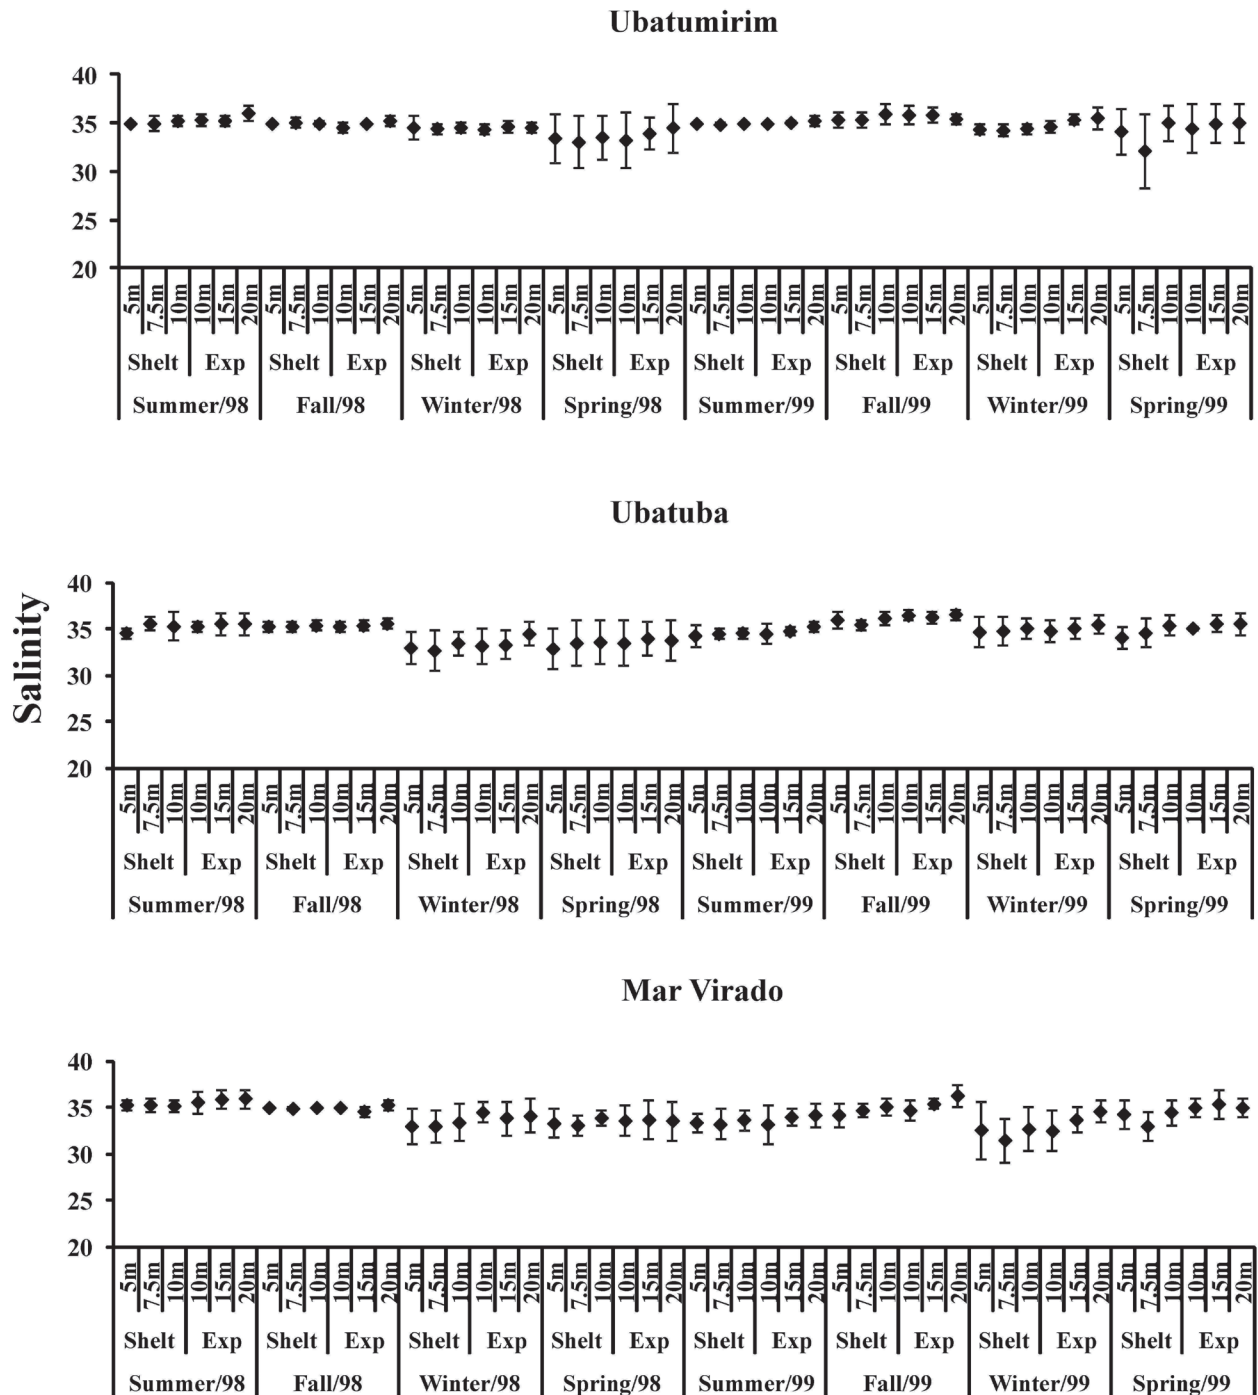 Ubatumirim
40
35
30
25
20
5m 7.5m 10m 10m 15m 20m 5m 7.5m 10m 10m 15m 20m 5m 7.5m 10m 10m 15m 20m 5m 7.5m 10m 10m 15m 20m 5m 7.5m 10m 10m 15m 20m 5m 7.5m 10m 10m 15m 20m 5m 7.5m 10m 10m 15m 20m 5m 7.5m 10m 10m 15m 20m
Shelt Exp Shelt Exp Shelt Exp Shelt Exp Shelt Exp Shelt Exp Shelt Exp Shelt Exp
Summer/98 Fall/98 Winter/98 Spring/98 Summer/99 Fall/99 Winter/99 Spring/99
Ubatuba
Salinity
40
35
30
25
20
5m 7.5m 10m 10m 15m 20m 5m 7.5m 10m 10m 15m 20m 5m 7.5m 10m 10m 15m 20m 5m 7.5m 10m 10m 15m 20m 5m 7.5m 10m 10m 15m 20m 5m 7.5m 10m 10m 15m 20m 5m 7.5m 10m 10m 15m 20m 5m 7.5m 10m 10m 15m 20m
Shelt Exp Shelt Exp Shelt Exp Shelt Exp Shelt Exp Shelt Exp Shelt Exp Shelt Exp
Summer/98 Fall/98 Winter/98 Spring/98 Summer/99 Fall/99 Winter/99 Spring/99
Mar Virado
40
35
30
25
20
5m 7.5m 10m 10m 15m 20m 5m 7.5m 10m 10m 15m 20m 5m 7.5m 10m 10m 15m 20m 5m 7.5m 10m 10m 15m 20m 5m 7.5m 10m 10m 15m 20m 5m 7.5m 10m 10m 15m 20m 5m 7.5m 10m 10m 15m 20m 5m 7.5m 10m 10m 15m 20m
Shelt Exp Shelt Exp Shelt Exp Shelt Exp Shelt Exp Shelt Exp Shelt Exp Shelt Exp
Summer/98 Fall/98 Winter/98 Spring/98 Summer/99 Fall/99 Winter/99 Spring/99